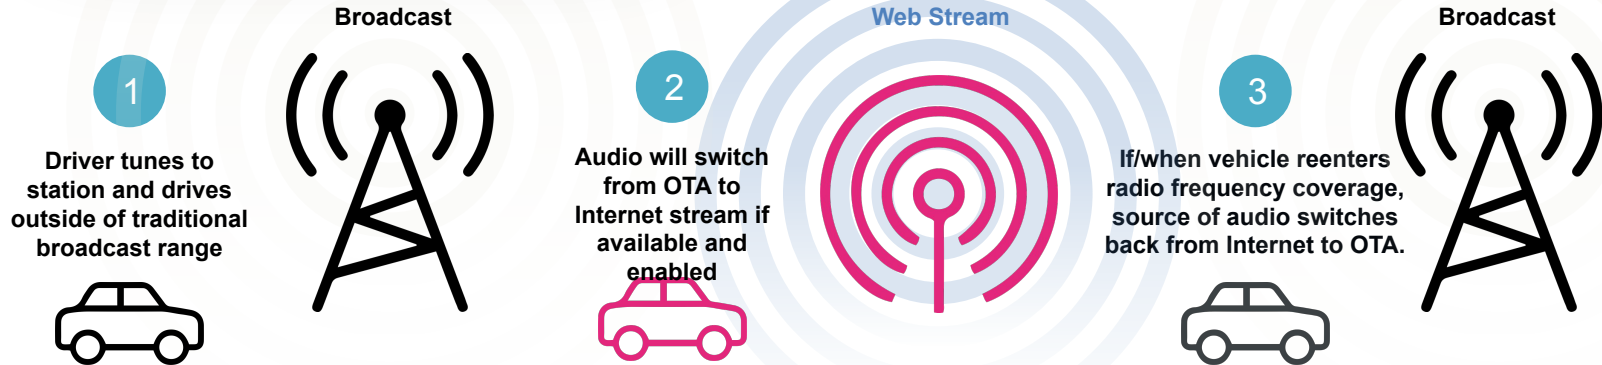 Broadcast
1
Driver tunes to
station and drives
outside of traditional
broadcast range
Web Stream
2
Audio will switch
from OTA to
Internet stream if
available and
enabled
Broadcast
3
If/when vehicle reenters
radio frequency coverage,
source of audio switches
back from Internet to OTA.